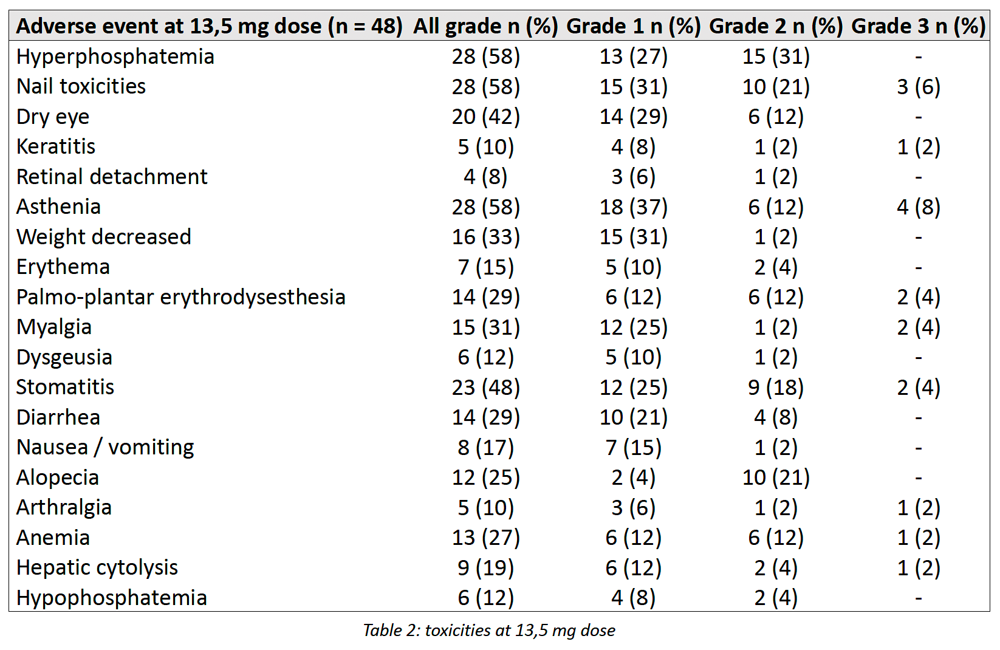 Adverse event at 13,5 mg dose (n = 48) All grade n (%) Grade 1 n (%) Grade 2 n (%) Grade 3 n (%)
Hyperphosphatemia 28 (58) 13 (27) 15 (31) -
Nail toxicities 28 (58) 15 (31) 10 (21) 3 (6)
Dry eye 20 (42) 14 (29) 6 (12) -
Keratitis 5 (10) 4 (8) 1 (2) 1 (2)
Retinal detachment 4 (8) 3 (6) 1 (2) -
Asthenia 28 (58) 18 (37) 6 (12) 4 (8)
Weight decreased 16 (33) 15 (31) 1 (2) -
Erythema 7 (15) 5 (10) 2 (4) -
Palmo-plantar erythrodysesthesia 14 (29) 6 (12) 6 (12) 2 (4)
Myalgia 15 (31) 12 (25) 1 (2) 2 (4)
Dysgeusia 6 (12) 5 (10) 1 (2) -
Stomatitis 23 (48) 12 (25) 9 (18) 2 (4)
Diarrhea 14 (29) 10 (21) 4 (8) -
Nausea / vomiting 8 (17) 7 (15) 1 (2) -
Alopecia 12 (25) 2 (4) 10 (21) -
Arthralgia 5 (10) 3 (6) 1 (2) 1 (2)
Anemia 13 (27) 6 (12) 6 (12) 1 (2)
Hepatic cytolysis 9 (19) 6 (12) 2 (4) 1 (2)
Hypophosphatemia 6 (12) 4 (8) 2 (4) -
Table 2: toxicities at 13,5 mg dose